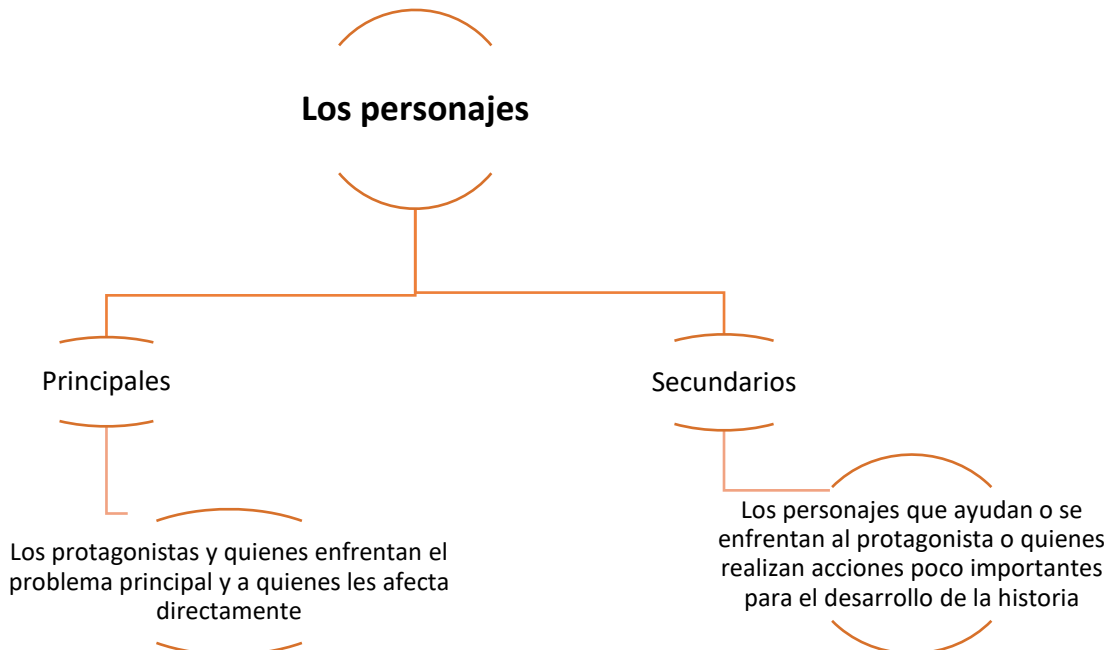 Los personajes
Principales
Secundarios
Los protagonistas y quienes enfrentan el
problema principal y a quienes les afecta
directamente
Los personajes que ayudan o se
enfrentan al protagonista o quienes
realizan acciones poco importantes
para el desarrollo de la historia